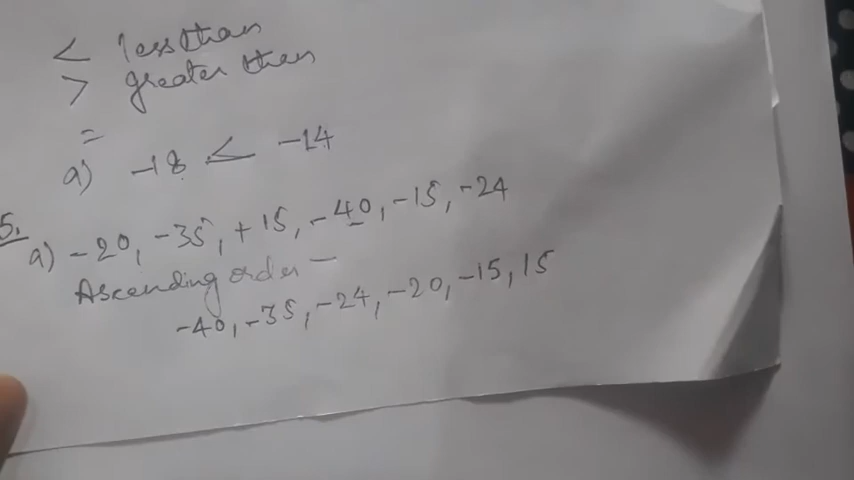 < less than
> greater then
=
a) -18 < -14
5.
a) -20, -35, +15, -40, -15, -24
Ascending order -
-40, -35, -24, -20, -15, 15